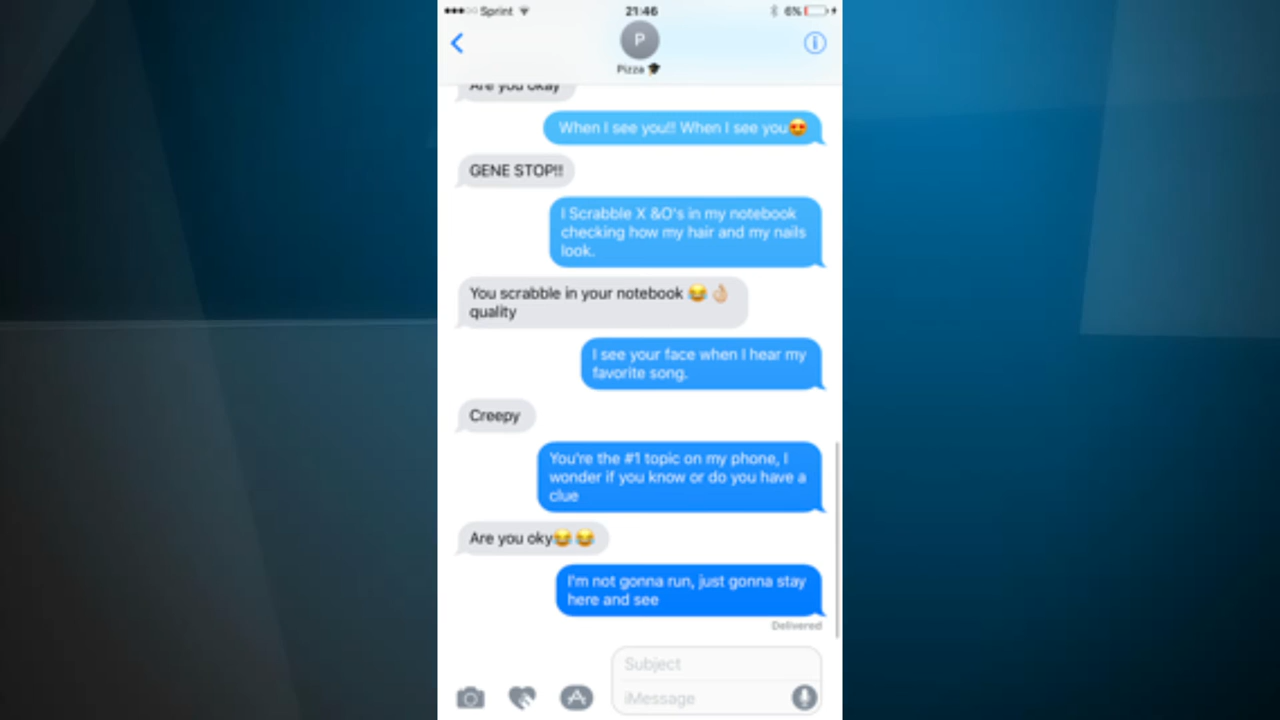 Sprint 21:46 6%
P
Pizza 🎓
Are you okay
When I see you!! When I see you😍
GENE STOP!!
I Scrabble X &O's in my notebook
checking how my hair and my nails
look.
You scrabble in your notebook 😂 👌🏼
quality
I see your face when I hear my
favorite song.
Creepy
You're the #1 topic on my phone, I
wonder if you know or do you have a
clue
Are you oky😂 😂
I'm not gonna run, just gonna stay
here and see
Delivered
Subject
iMessage